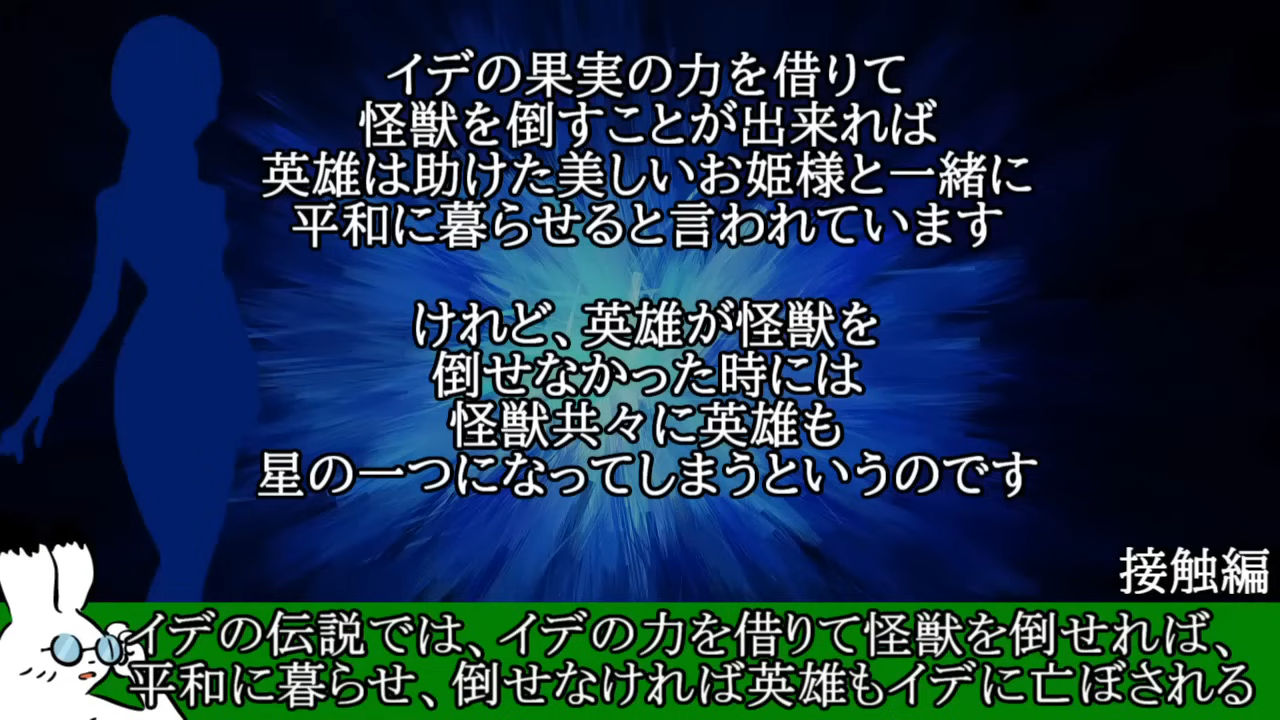 イデの果実の力を借りて
怪獣を倒すことが出来れば
英雄は助けた美しいお姫様と一緒に
平和に暮らせると言われています
けれど、英雄が怪獣を
倒せなかった時には
怪獣共々に英雄も
星の一つになってしまうというのです
接触編
イデの伝説では、イデの力を借りて怪獣を倒せれば、
平和に暮らせ、倒せなければ英雄もイデに亡ぼされる